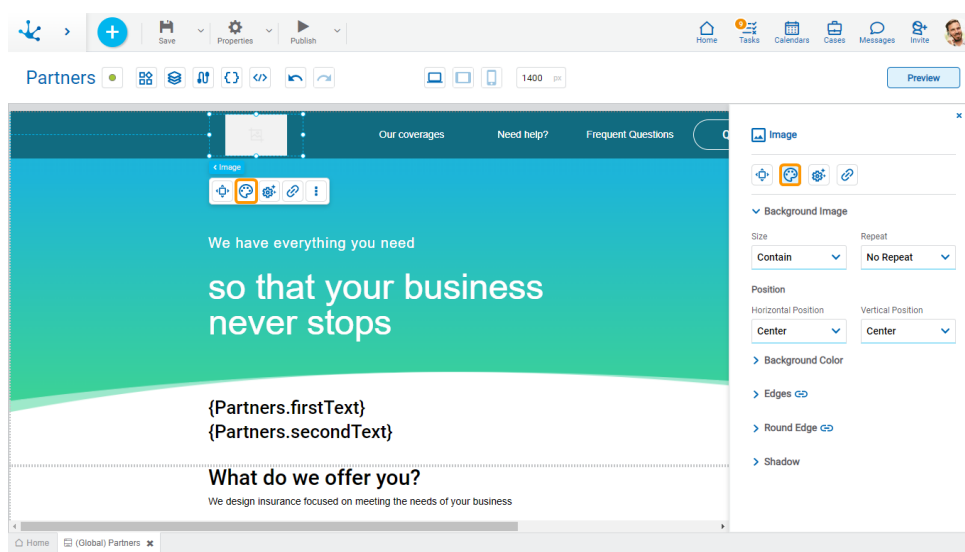 Save
Properties
Publish
Home
9
Tasks
Calendars
Cases
Messages
Invite
Partners
1400 px
Preview
Our coverages
Need help?
Frequent Questions
Image
We have everything you need
so that your business
never stops
{Partners.firstText}
{Partners.secondText}
What do we offer you?
We design insurance focused on meeting the needs of your business
Image
Background Image
Size
Repeat
Contain
No Repeat
Position
Horizontal Position
Vertical Position
Center
Center
Background Color
Edges
Round Edge
Shadow
Home
(Global) Partners